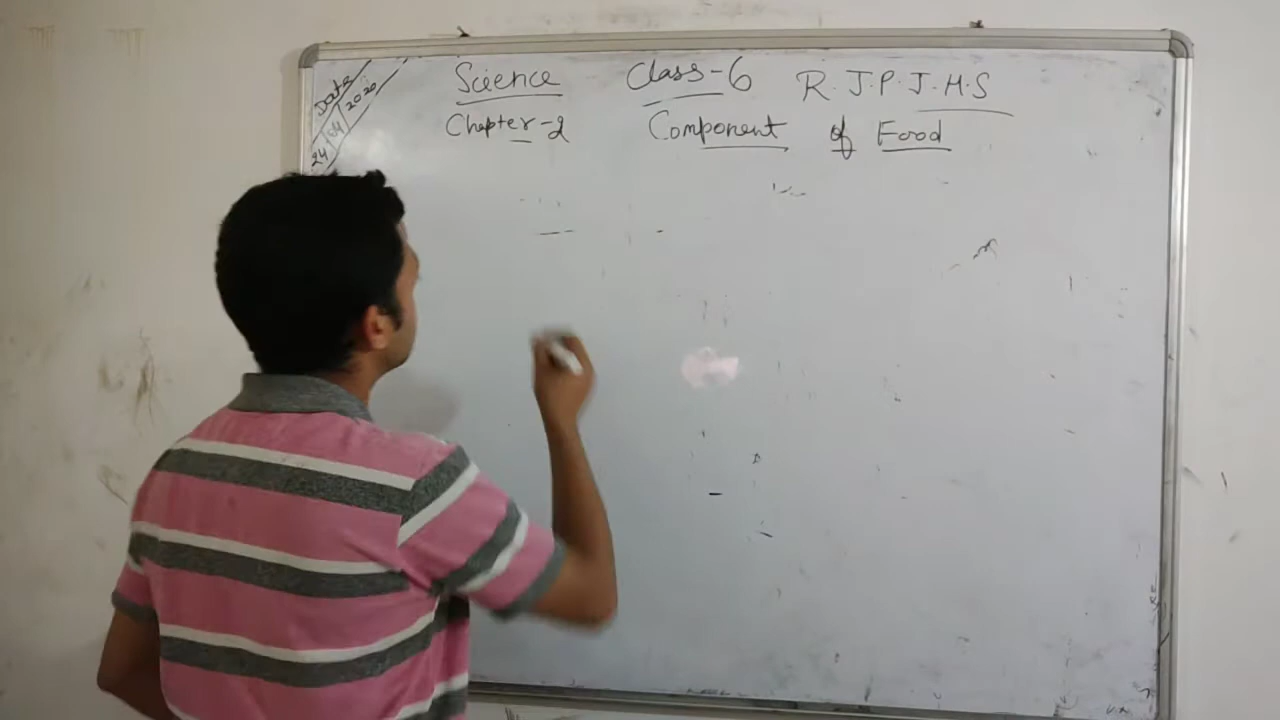 Date
24 04 2020
Science Class-6 R.J.P.J.H.S
Chapter-2 Component of Food